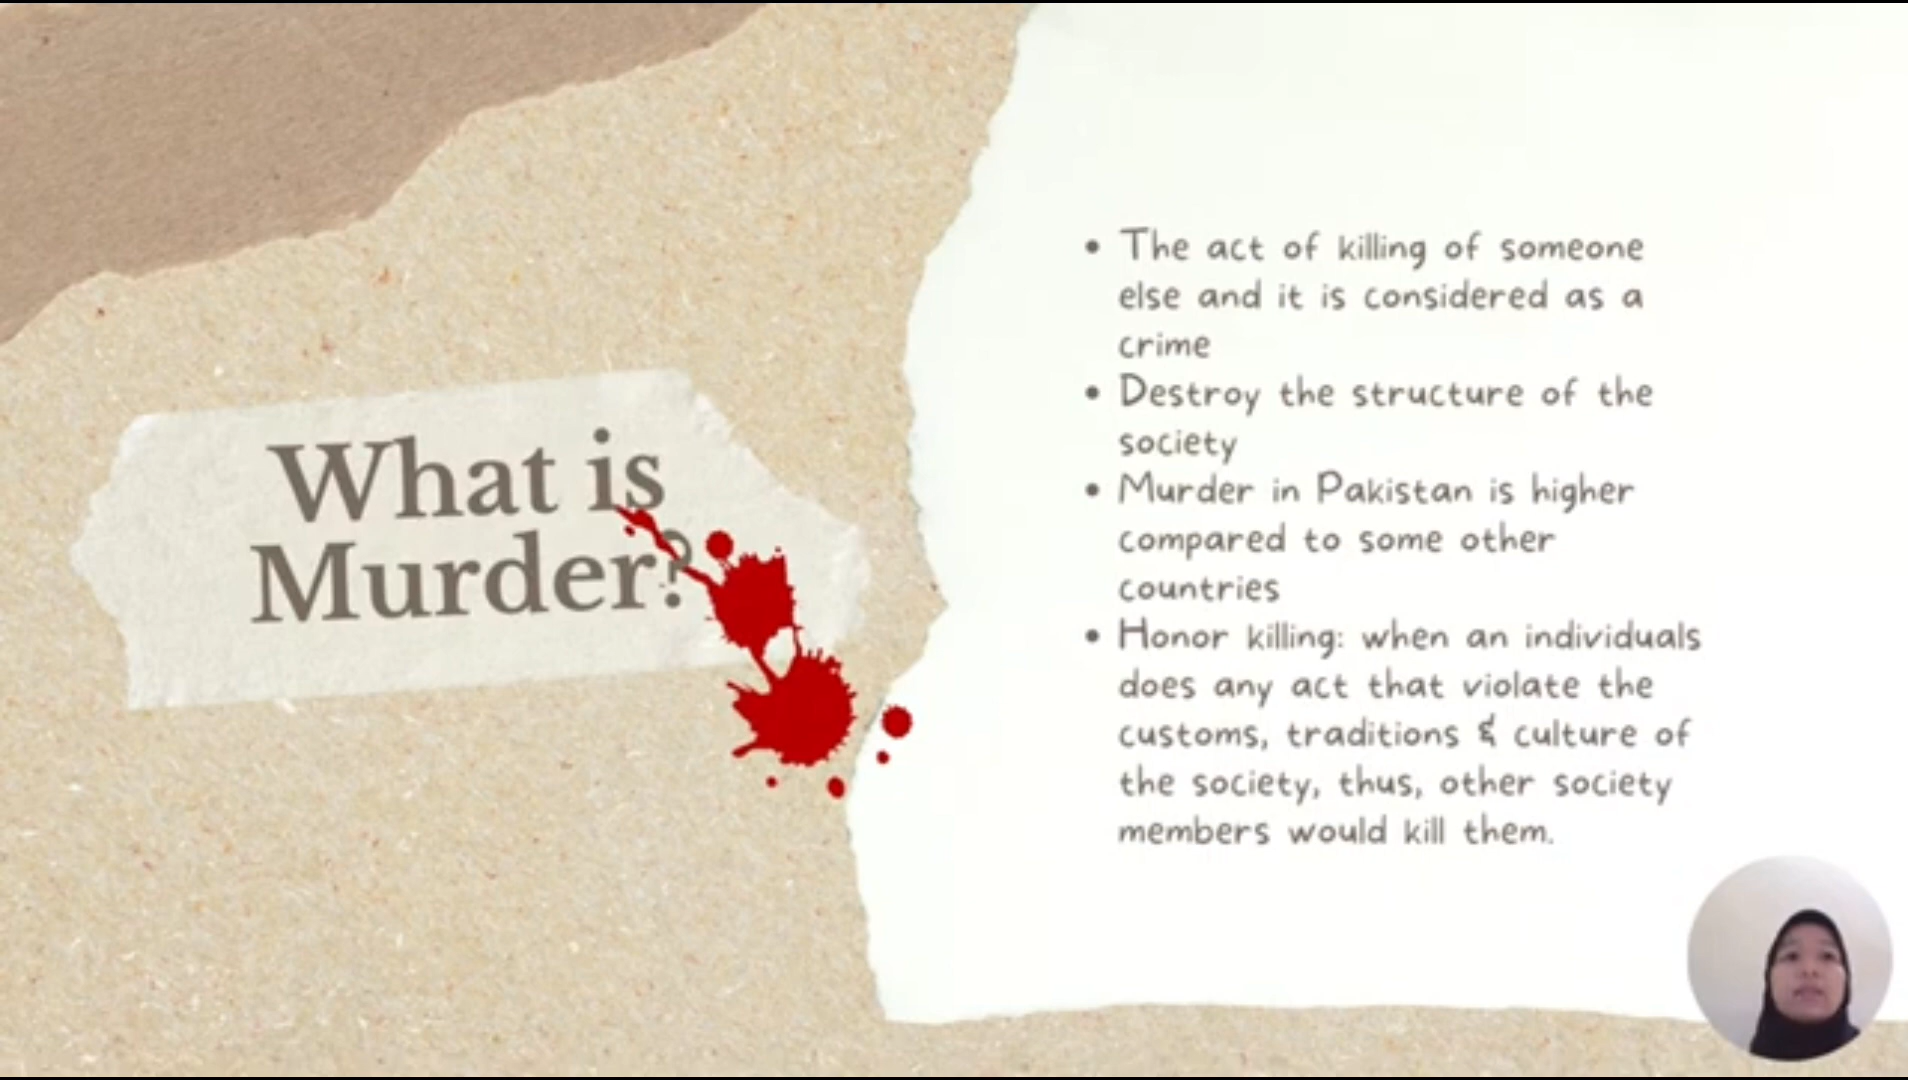 What is
Murder?
• The act of killing of someone
else and it is considered as a
crime
• Destroy the structure of the
society
• Murder in Pakistan is higher
compared to some other
countries
• Honor killing: when an individuals
does any act that violate the
customs, traditions & culture of
the society, thus, other society
members would kill them.